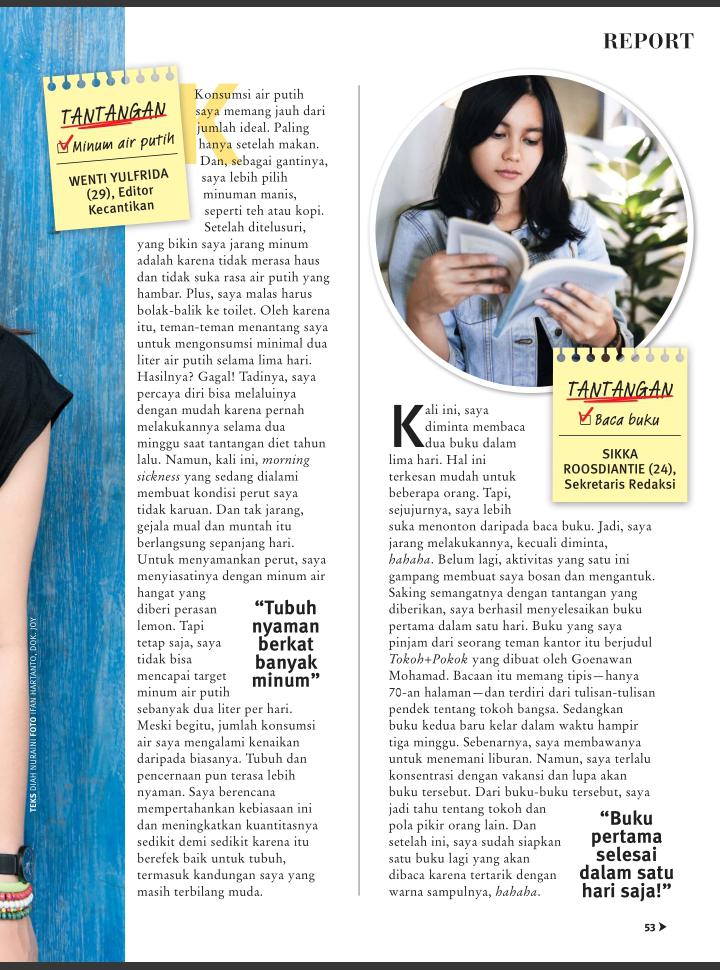 REPORT
TANTANGAN
Minum air putih
WENTI YULFRIDA
(29), Editor
Kecantikan
K
Konsumsi air putih
saya memang jauh dari
jumlah ideal. Paling
hanya setelah makan.
Dan, sebagai gantinya,
saya lebih pilih
minuman manis,
seperti teh atau kopi.
Setelah ditelusuri,
yang bikin saya jarang minum
adalah karena tidak merasa haus
dan tidak suka rasa air putih yang
hambar. Plus, saya malas harus
bolak-balik ke toilet. Oleh karena
itu, teman-teman menantang saya
untuk mengonsumsi minimal dua
liter air putih selama lima hari.
Hasilnya? Gagal! Tadinya, saya
percaya diri bisa melaluinya
dengan mudah karena pernah
melakukannya selama dua
minggu saat tantangan diet tahun
lalu. Namun, kali ini, morning
sickness yang sedang dialami
membuat kondisi perut saya
tidak karuan. Dan tak jarang,
gejala mual dan muntah itu
berlangsung sepanjang hari.
Untuk menyamankan perut, saya
menyiasatinya dengan minum air
hangat yang
diberi perasan
lemon. Tapi
tetap saja, saya
tidak bisa
mencapai target
minum air putih
sebanyak dua liter per hari.
Meski begitu, jumlah konsumsi
air saya mengalami kenaikan
daripada biasanya. Tubuh dan
pencernaan pun terasa lebih
nyaman. Saya berencana
mempertahankan kebiasaan ini
dan meningkatkan kuantitasnya
sedikit demi sedikit karena itu
berefek baik untuk tubuh,
termasuk kandungan saya yang
masih terbilang muda.
“Tubuh
nyaman
berkat
banyak
minum”
TEKS DIAH NURAINI FOTO IFAN HARTANTO, DOK. JOY
TANTANGAN
Baca buku
SIKKA
ROOSDIANTIE (24),
Sekretaris Redaksi
Kali ini, saya
diminta membaca
dua buku dalam
lima hari. Hal ini
terkesan mudah untuk
beberapa orang. Tapi,
sejujurnya, saya lebih
suka menonton daripada baca buku. Jadi, saya
jarang melakukannya, kecuali diminta,
hahaha. Belum lagi, aktivitas yang satu ini
gampang membuat saya bosan dan mengantuk.
Saking semangatnya dengan tantangan yang
diberikan, saya berhasil menyelesaikan buku
pertama dalam satu hari. Buku yang saya
pinjam dari seorang teman kantor itu berjudul
Tokoh+Pokok yang dibuat oleh Goenawan
Mohamad. Bacaan itu memang tipis—hanya
70-an halaman—dan terdiri dari tulisan-tulisan
pendek tentang tokoh bangsa. Sedangkan
buku kedua baru kelar dalam waktu hampir
tiga minggu. Sebenarnya, saya membawanya
untuk menemani liburan. Namun, saya terlalu
konsentrasi dengan vakansi dan lupa akan
buku tersebut. Dari buku-buku tersebut, saya
jadi tahu tentang tokoh dan
pola pikir orang lain. Dan
setelah ini, saya sudah siapkan
satu buku lagi yang akan
dibaca karena tertarik dengan
warna sampulnya, hahaha.
“Buku
pertama
selesai
dalam satu
hari saja!”
53